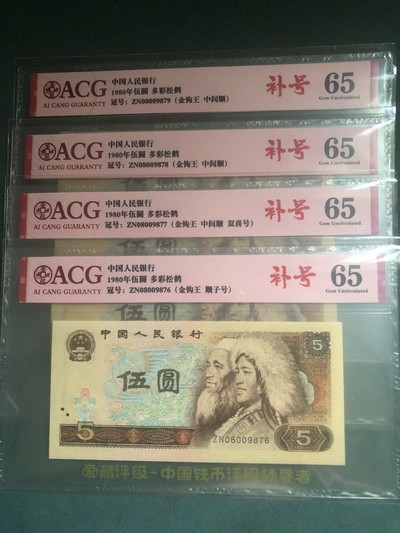 ACG
AI CANG GUARANTY
中国人民银行
1980年伍圆 多彩松鹤
冠号：ZN08009879（金钩王 中间顺）
补号
65
Gem Uncirculated
ACG
AI CANG GUARANTY
中国人民银行
1980年伍圆 多彩松鹤
冠号：ZN08009878（金钩王 中间顺）
补号
65
Gem Uncirculated
ACG
AI CANG GUARANTY
中国人民银行
1980年伍圆 多彩松鹤
冠号：ZN08009877（金钩王 中间顺 双喜号）
补号
65
Gem Uncirculated
ACG
AI CANG GUARANTY
中国人民银行
1980年伍圆 多彩松鹤
冠号：ZN08009876（金钩王 顺子号）
补号
65
Gem Uncirculated
中国人民银行
5
伍圆
ZN08009876
5
5
爱藏评级-中国钱币评级领导者